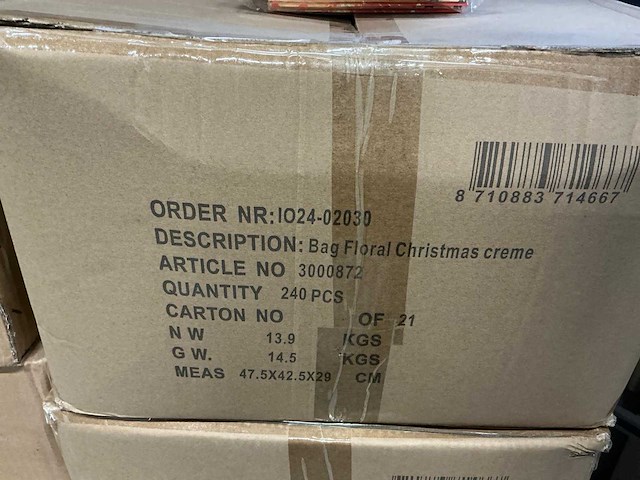 8 710883 714667
ORDER NR:IO24-02030
DESCRIPTION: Bag Floral Christmas creme
ARTICLE NO 3000872
QUANTITY 240 PCS
CARTON NO OF 21
N W 13.9 KGS
G W. 14.5 KGS
MEAS 47.5X42.5X29 CM